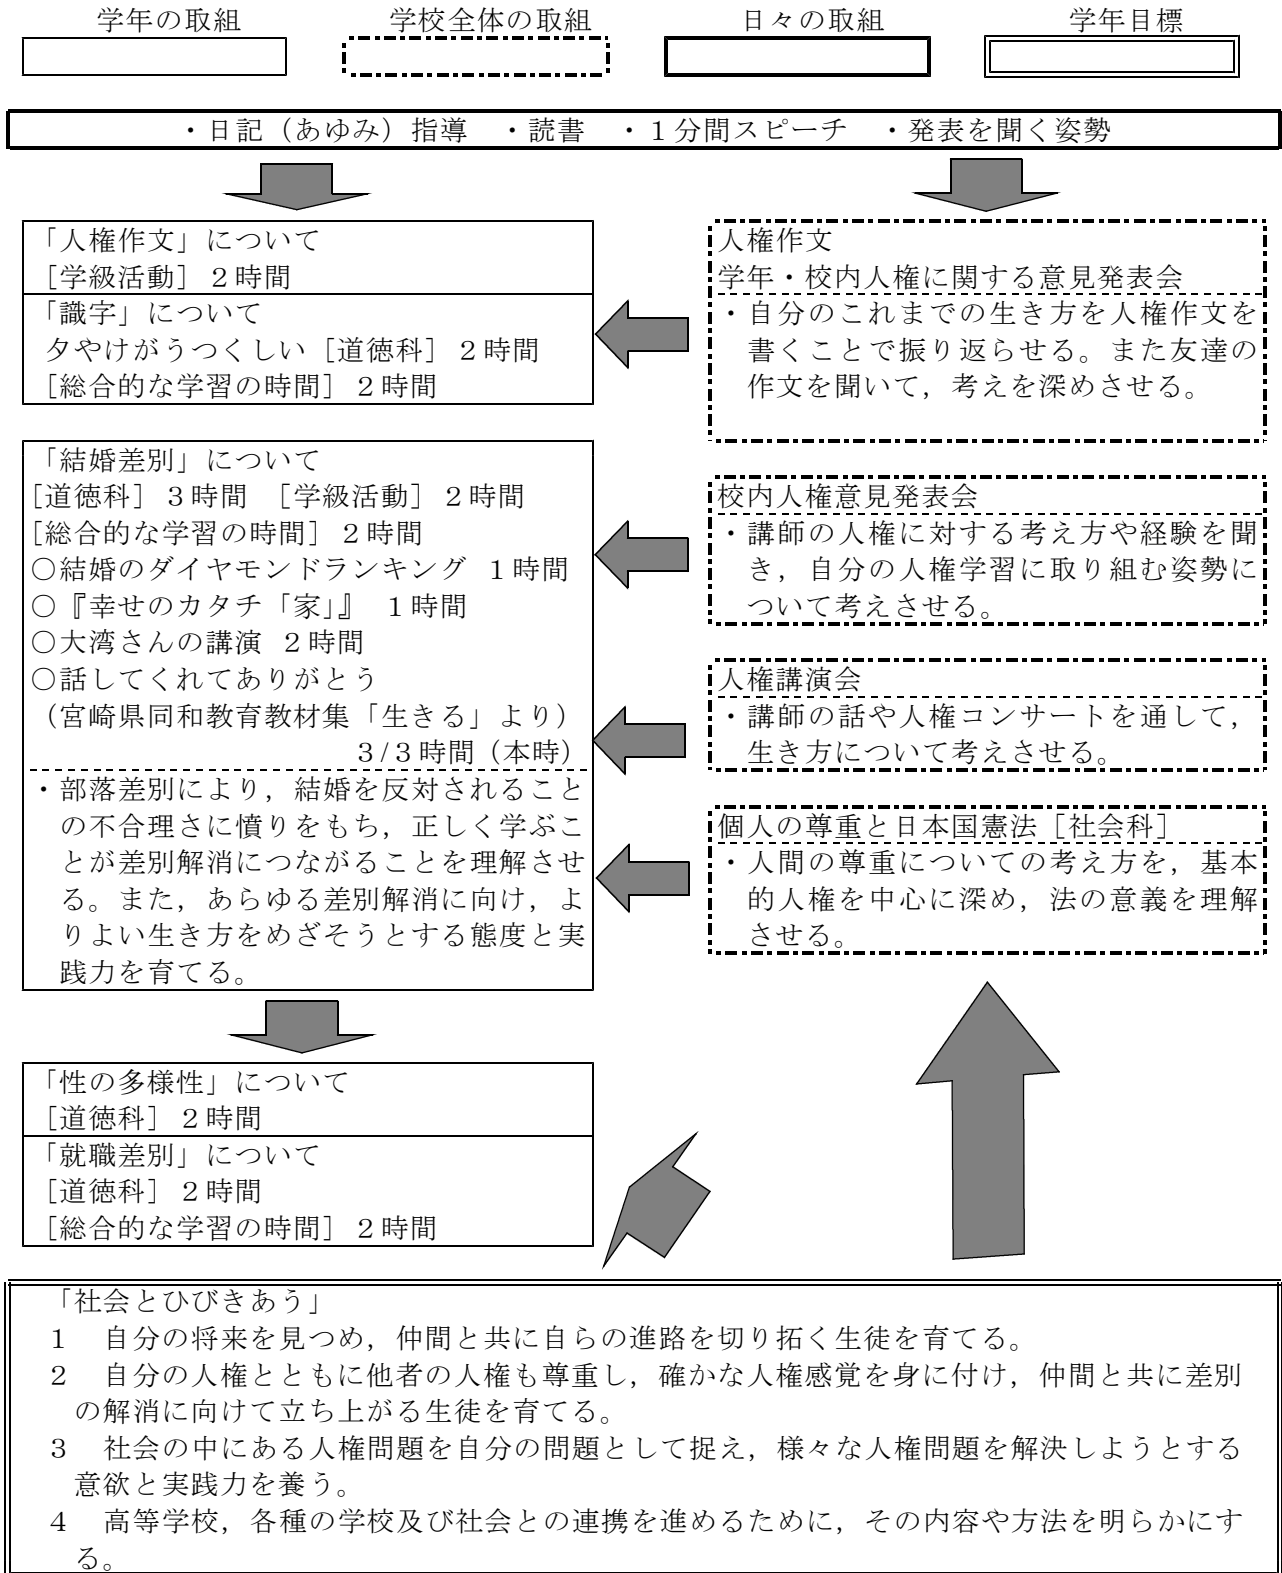 学年の取組　学校全体の取組　日々の取組　学年目標
・日記（あゆみ）指導　・読書　・１分間スピーチ　・発表を聞く姿勢
「人権作文」について
［学級活動］２時間
「識字」について
夕やけがうつくしい［道徳科］２時間
［総合的な学習の時間］２時間
人権作文
学年・校内人権に関する意見発表会
・自分のこれまでの生き方を人権作文を
書くことで振り返らせる。また友達の
作文を聞いて，考えを深めさせる。
「結婚差別」について
［道徳科］３時間　［学級活動］２時間
［総合的な学習の時間］２時間
○結婚のダイヤモンドランキング　１時間
○『幸せのカタチ「家」』　１時間
○大湾さんの講演　２時間
○話してくれてありがとう
（宮崎県同和教育教材集「生きる」より）
３/３時間（本時）
・部落差別により，結婚を反対されること
の不合理さに憤りをもち，正しく学ぶこ
とが差別解消につながることを理解させ
る。また，あらゆる差別解消に向け，よ
りよい生き方をめざそうとする態度と実
践力を育てる。
校内人権意見発表会
・講師の人権に対する考え方や経験を聞
き，自分の人権学習に取り組む姿勢に
ついて考えさせる。
人権講演会
・講師の話や人権コンサートを通して，
生き方について考えさせる。
個人の尊重と日本国憲法［社会科］
・人間の尊重についての考え方を，基本
的人権を中心に深め，法の意義を理解
させる。
「性の多様性」について
［道徳科］２時間
「就職差別」について
［道徳科］２時間
［総合的な学習の時間］２時間
「社会とひびきあう」
１　自分の将来を見つめ，仲間と共に自らの進路を切り拓く生徒を育てる。
２　自分の人権とともに他者の人権も尊重し，確かな人権感覚を身に付け，仲間と共に差別
の解消に向けて立ち上がる生徒を育てる。
３　社会の中にある人権問題を自分の問題として捉え，様々な人権問題を解決しようとする
意欲と実践力を養う。
４　高等学校，各種の学校及び社会との連携を進めるために，その内容や方法を明らかにす
る。